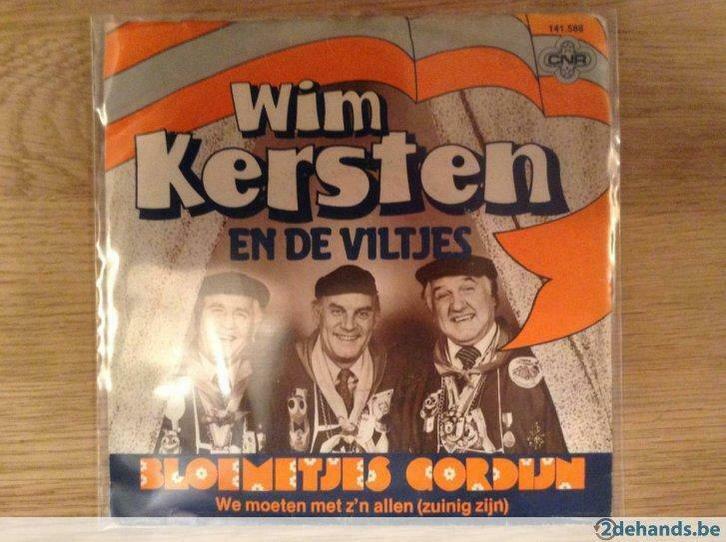 141.588
CNR
Wim
Kersten
EN DE VILTJES
BLOEMETJES GORDIJN
We moeten met z'n allen (zuinig zijn)
2dehands.be